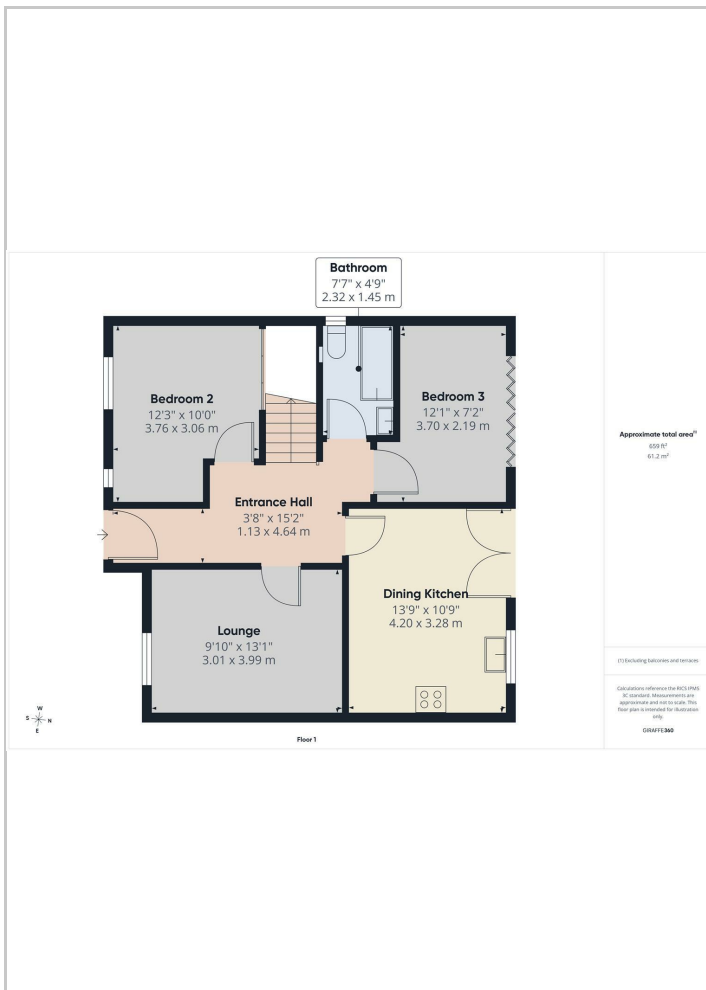 Bathroom
7'7" x 4'9"
2.32 x 1.45 m
Bedroom 2
12'3" x 10'0"
3.76 x 3.06 m
Bedroom 3
12'1" x 7'2"
3.70 x 2.19 m
Entrance Hall
3'8" x 15'2"
1.13 x 4.64 m
Dining Kitchen
13'9" x 10'9"
4.20 x 3.28 m
Lounge
9'10" x 13'1"
3.01 x 3.99 m
W
S N
E
Floor 1
Approximate total area(1)
659 ft²
61.2 m²
(1) Excluding balconies and terraces
Calculations reference the RICS IPMS
3C standard. Measurements are
approximate and not to scale. This
floor plan is intended for illustration
only.
GIRAFFE360